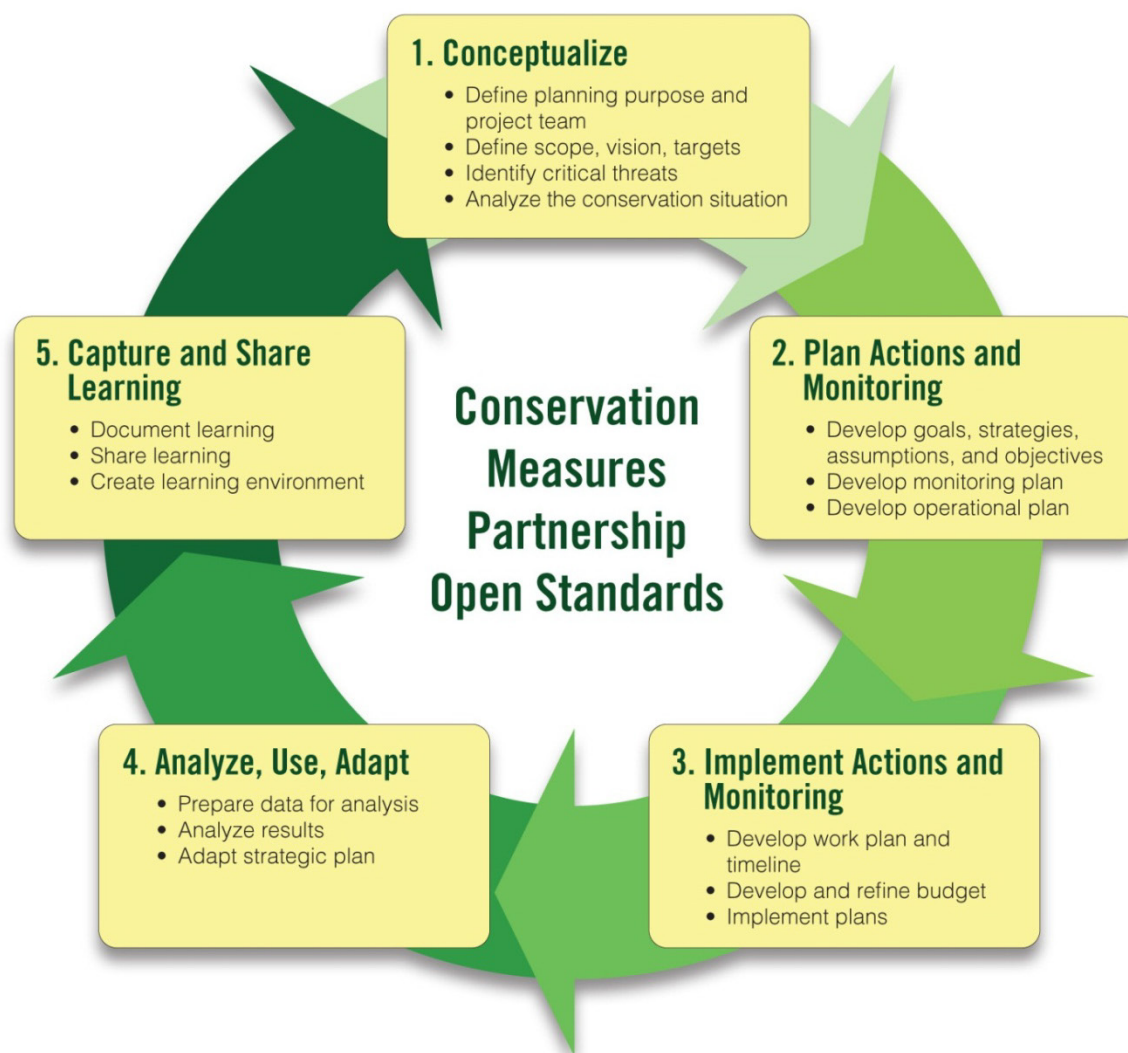 1. Conceptualize
• Define planning purpose and
project team
• Define scope, vision, targets
• Identify critical threats
• Analyze the conservation situation
2. Plan Actions and
Monitoring
• Develop goals, strategies,
assumptions, and objectives
• Develop monitoring plan
• Develop operational plan
3. Implement Actions and
Monitoring
• Develop work plan and
timeline
• Develop and refine budget
• Implement plans
4. Analyze, Use, Adapt
• Prepare data for analysis
• Analyze results
• Adapt strategic plan
5. Capture and Share
Learning
• Document learning
• Share learning
• Create learning environment
Conservation
Measures
Partnership
Open Standards